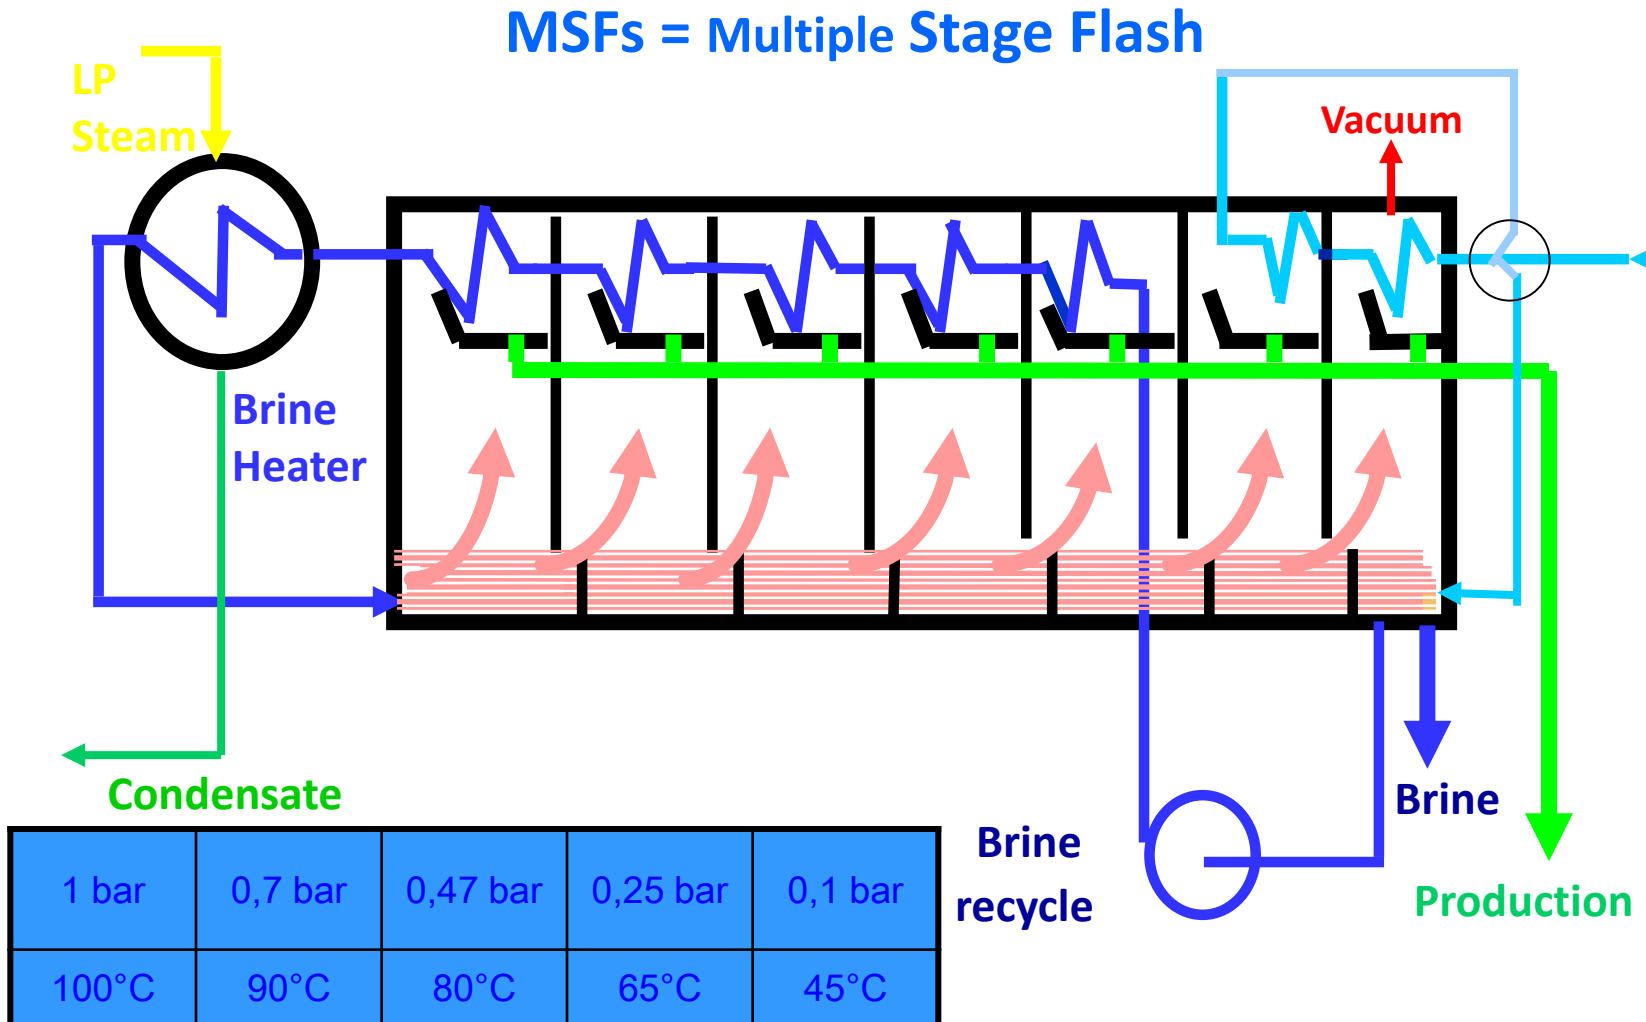 MSFs = Multiple Stage Flash
LP
Steam
Vacuum
Brine
Heater
Condensate
Brine
Brine
recycle
Production
1 bar 0,7 bar 0,47 bar 0,25 bar 0,1 bar
100°C 90°C 80°C 65°C 45°C